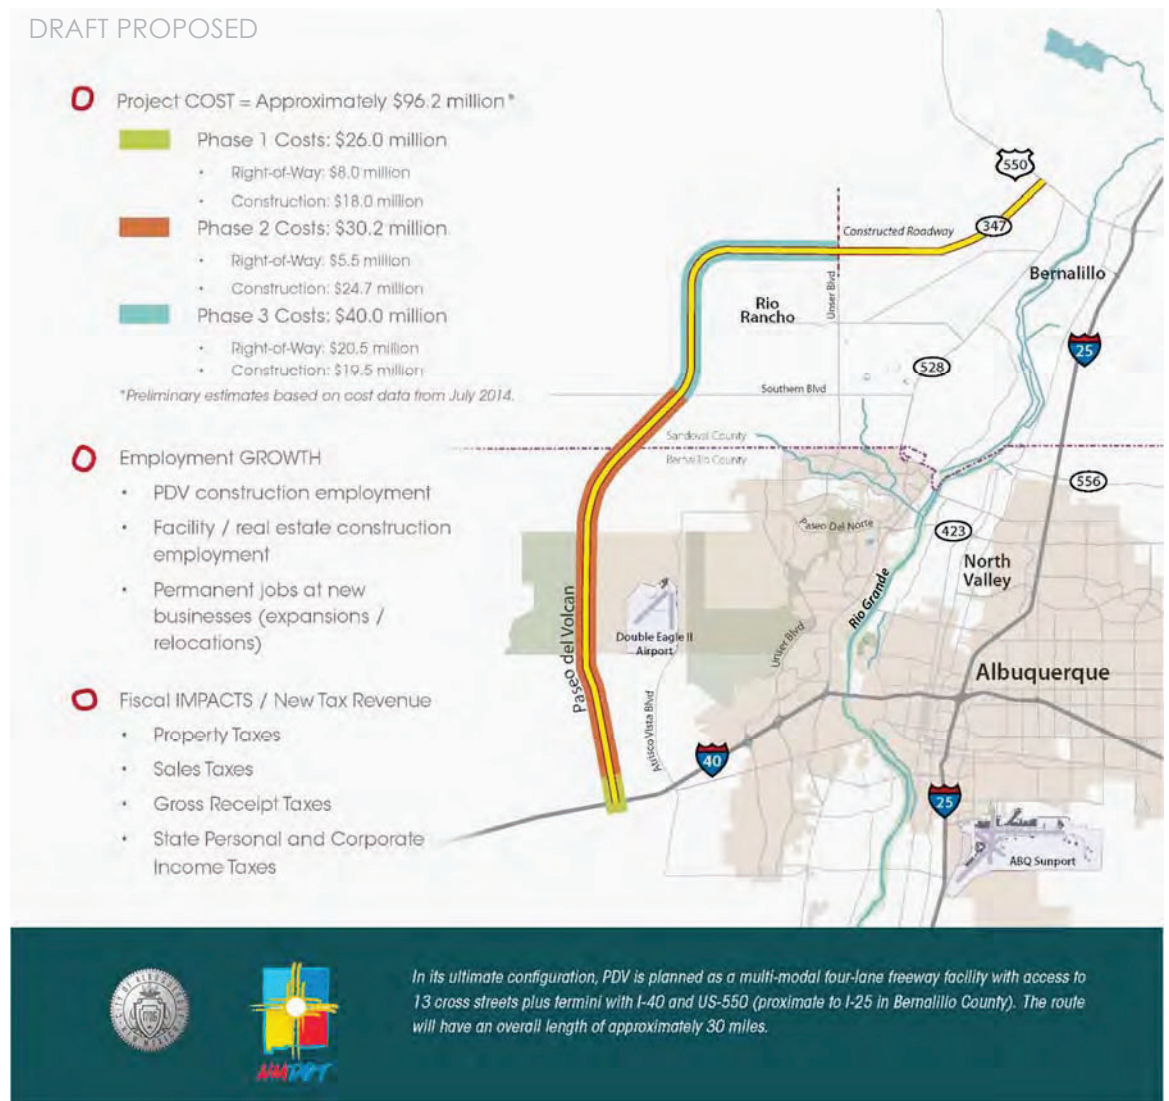 DRAFT PROPOSED
Project COST = Approximately $96.2 million*
Phase 1 Costs: $26.0 million
• Right-of-Way: $8.0 million
• Construction: $18.0 million
Phase 2 Costs: $30.2 million
• Right-of-Way: $5.5 million
• Construction: $24.7 million
Phase 3 Costs: $40.0 million
• Right-of-Way: $20.5 million
• Construction: $19.5 million
*Preliminary estimates based on cost data from July 2014.
Employment GROWTH
• PDV construction employment
• Facility / real estate construction
employment
• Permanent jobs at new
businesses (expansions /
relocations)
Fiscal IMPACTS / New Tax Revenue
• Property Taxes
• Sales Taxes
• Gross Receipt Taxes
• State Personal and Corporate
Income Taxes
550
347
Constructed Roadway
Bernalillo
Unser Blvd
Rio
Rancho
25
528
Southern Blvd
Sandoval County
Bernalillo County
556
Paseo Del Norte
423
North
Valley
Rio Grande
Paseo del Volcan
Double Eagle II
Airport
Unser Blvd
Albuquerque
Atrisco Vista Blvd
40
25
ABQ Sunport
NMDOT
In its ultimate configuration, PDV is planned as a multi-modal four-lane freeway facility with access to
13 cross streets plus termini with I-40 and US-550 (proximate to I-25 in Bernalillo County). The route
will have an overall length of approximately 30 miles.